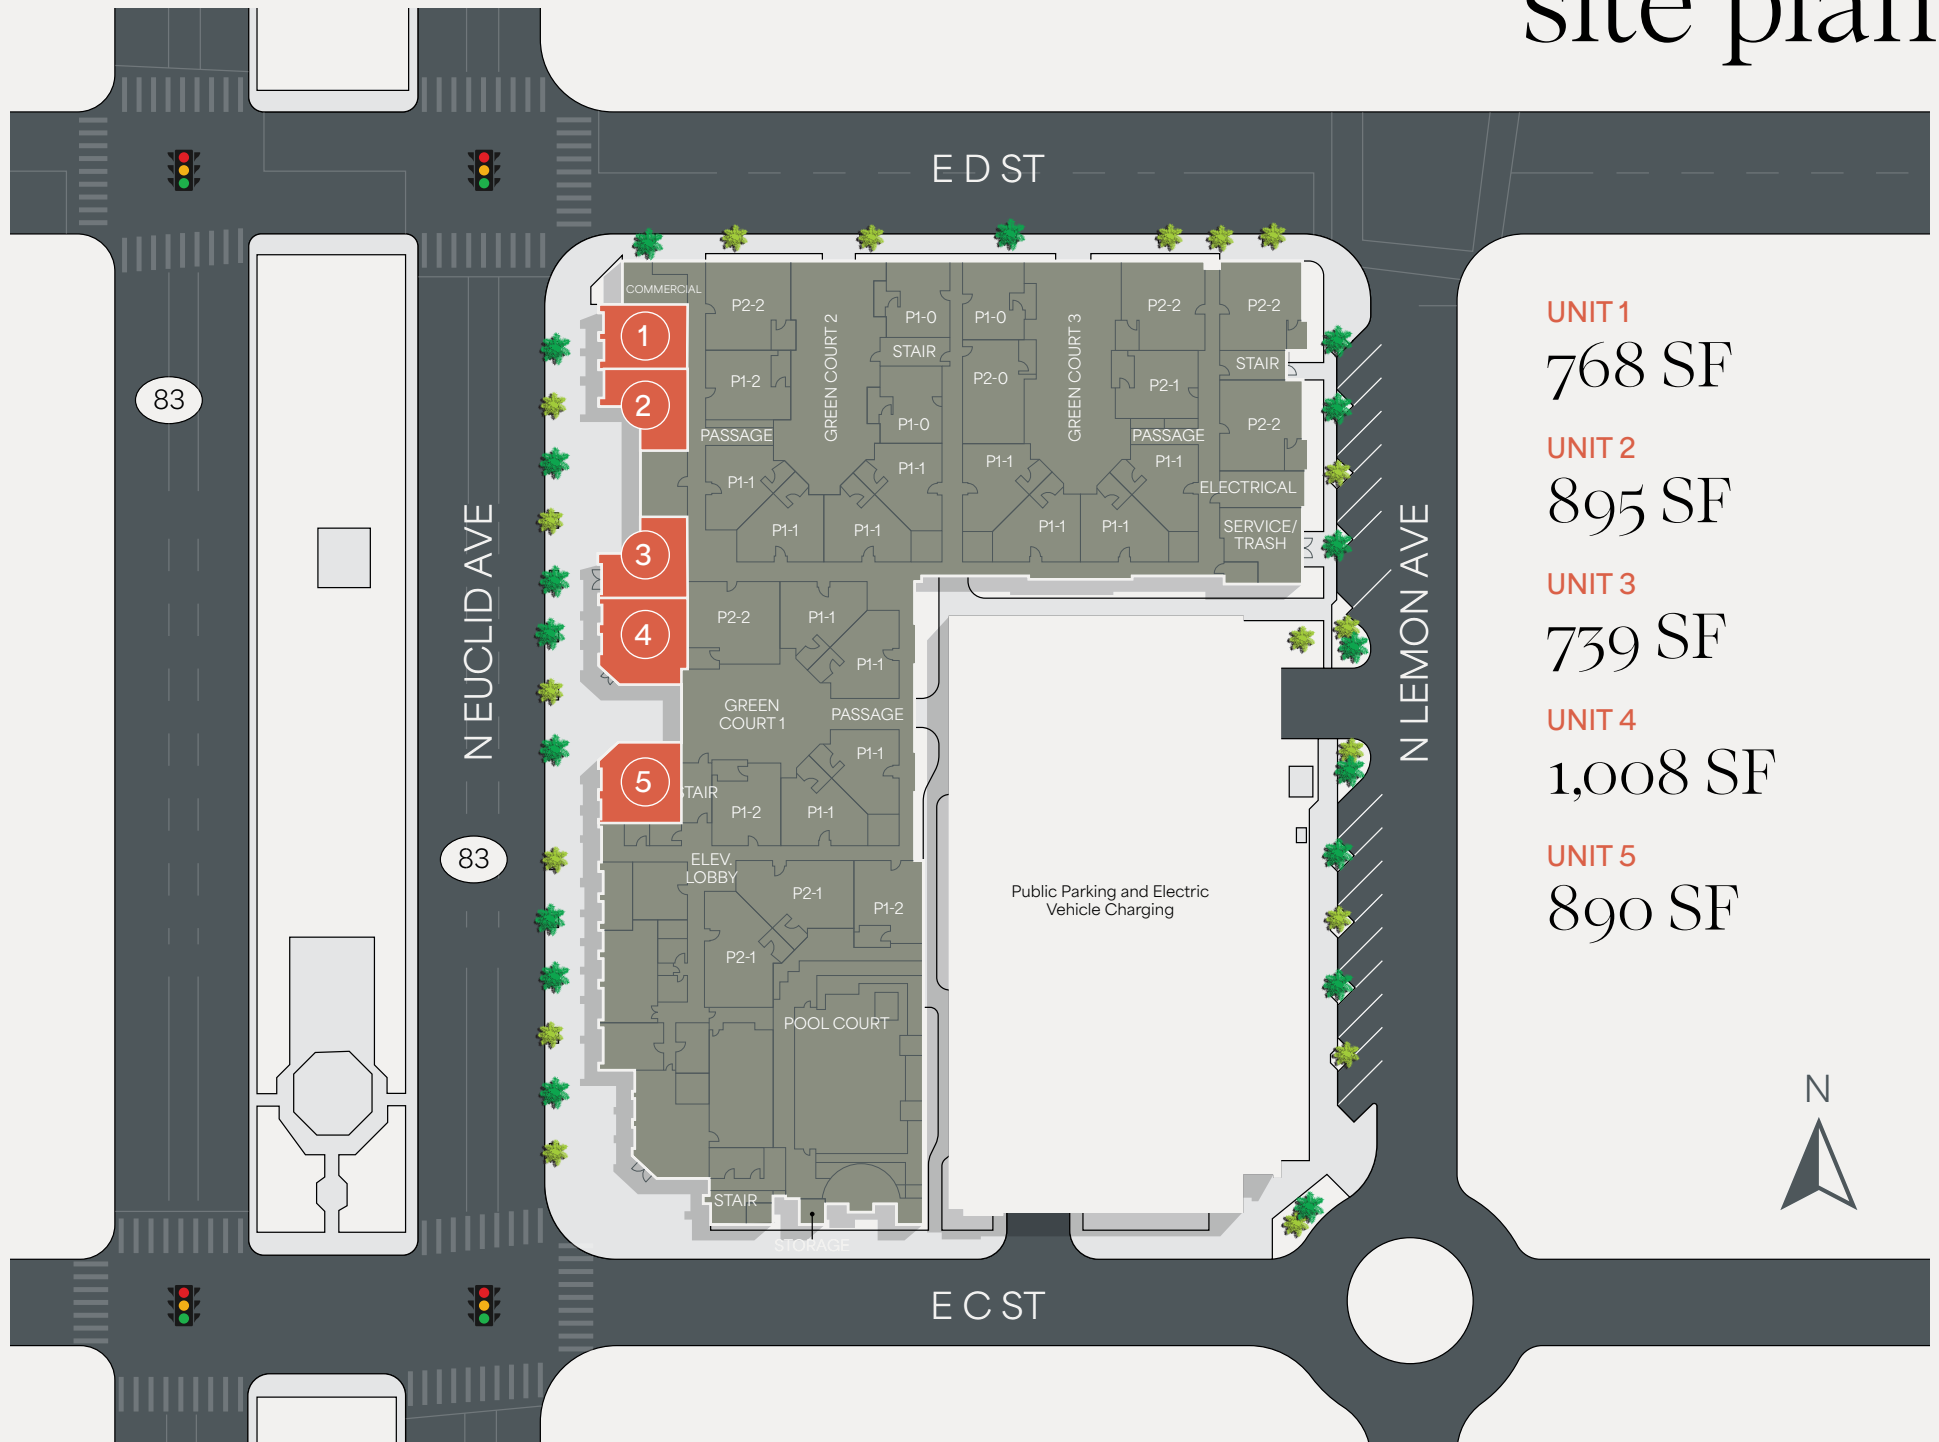 site plan
E D ST
COMMERCIAL
1
2
3
4
5
P2-2
P1-2
PASSAGE
P1-1
P1-1
GREEN COURT 2
P1-0
STAIR
P1-0
P1-1
P1-1
P1-0
P2-0
P1-1
P1-1
GREEN COURT 3
P2-2
P2-1
PASSAGE
P1-1
P1-1
P2-2
STAIR
P2-2
ELECTRICAL
SERVICE/
TRASH
83
83
N EUCLID AVE
N LEMON AVE
P2-2
P1-1
P1-1
GREEN
COURT 1
PASSAGE
P1-1
STAIR
P1-2
P1-1
ELEV.
LOBBY
P2-1
P1-2
P2-1
POOL COURT
STAIR
STORAGE
Public Parking and Electric
Vehicle Charging
E C ST
UNIT 1
768 SF
UNIT 2
895 SF
UNIT 3
739 SF
UNIT 4
1,008 SF
UNIT 5
890 SF
N